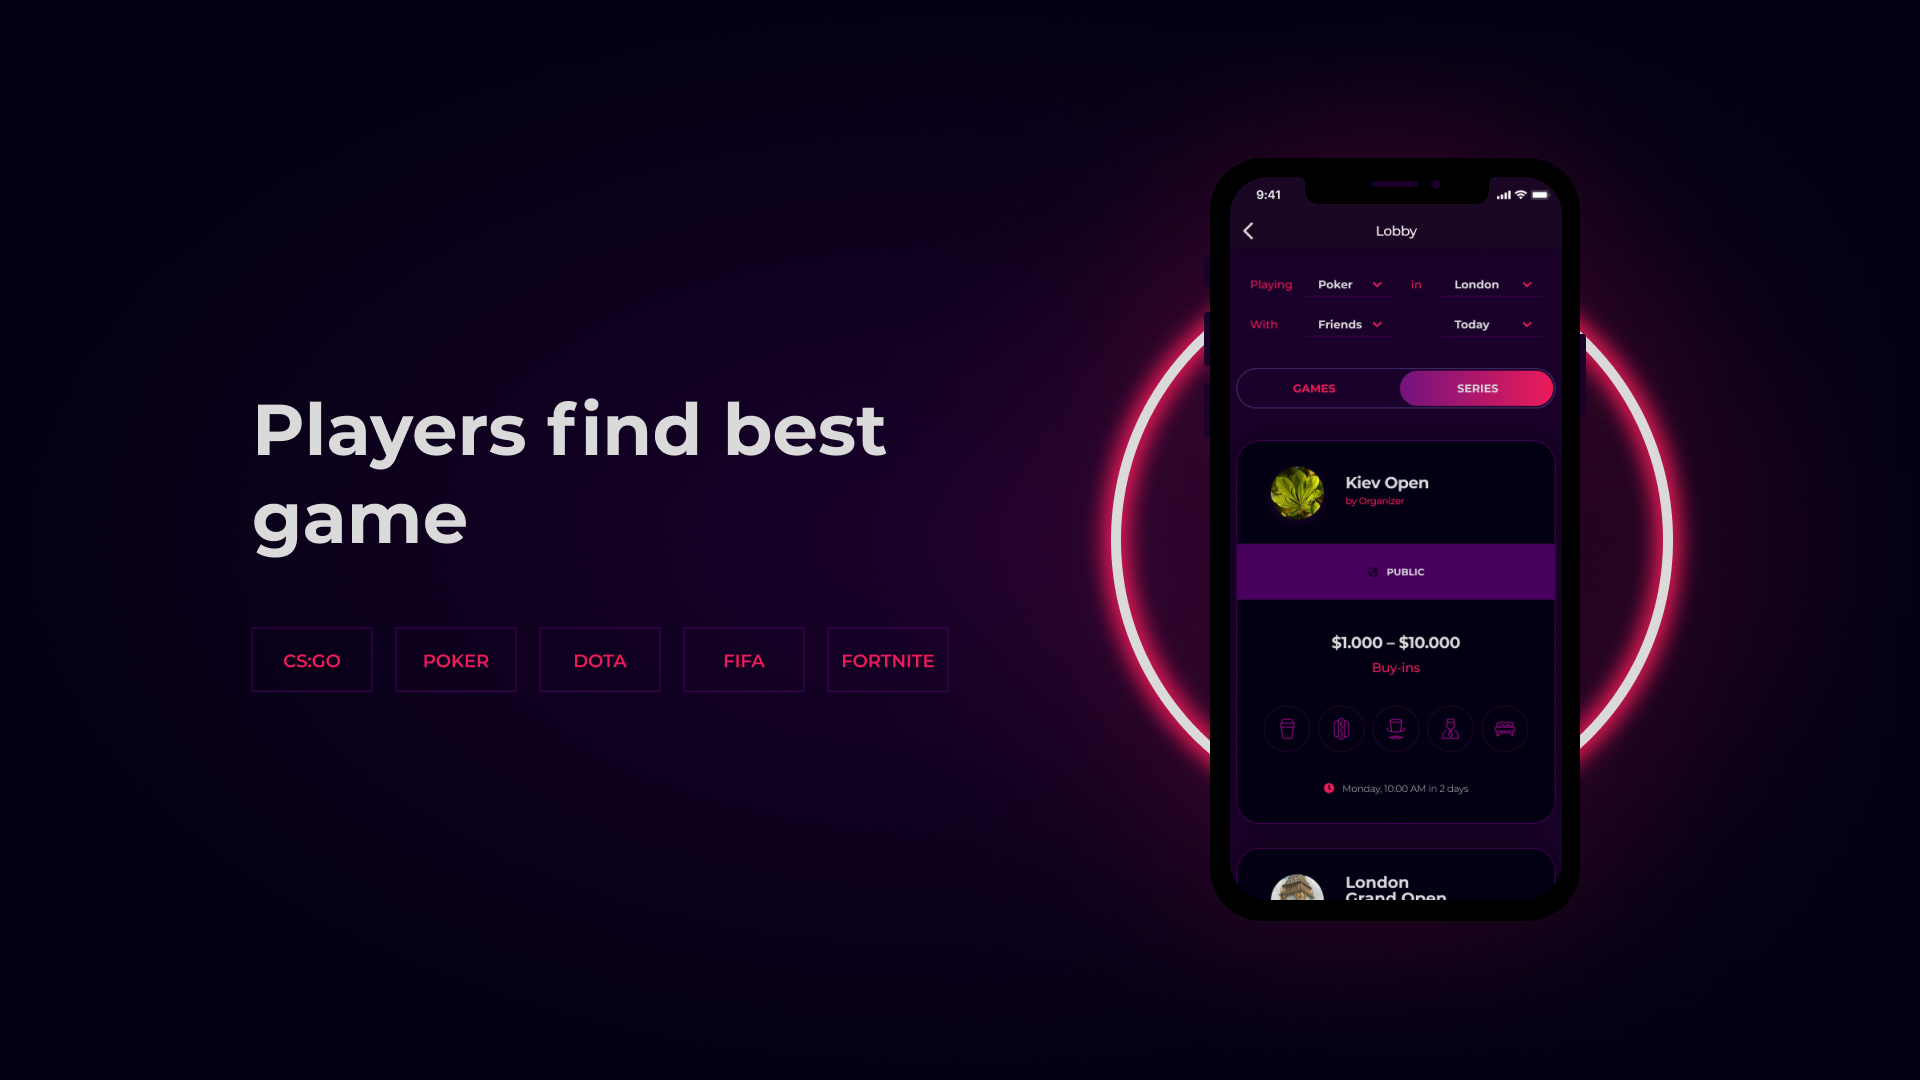 Players find best
game
CS:GO
POKER
DOTA
FIFA
FORTNITE
9:41
Lobby
Playing Poker in London
With Friends Today
GAMES SERIES
Kiev Open
by Organizer
PUBLIC
$1.000 – $10.000
Buy-ins
Monday, 10:00 AM in 2 days
London
Grand Open